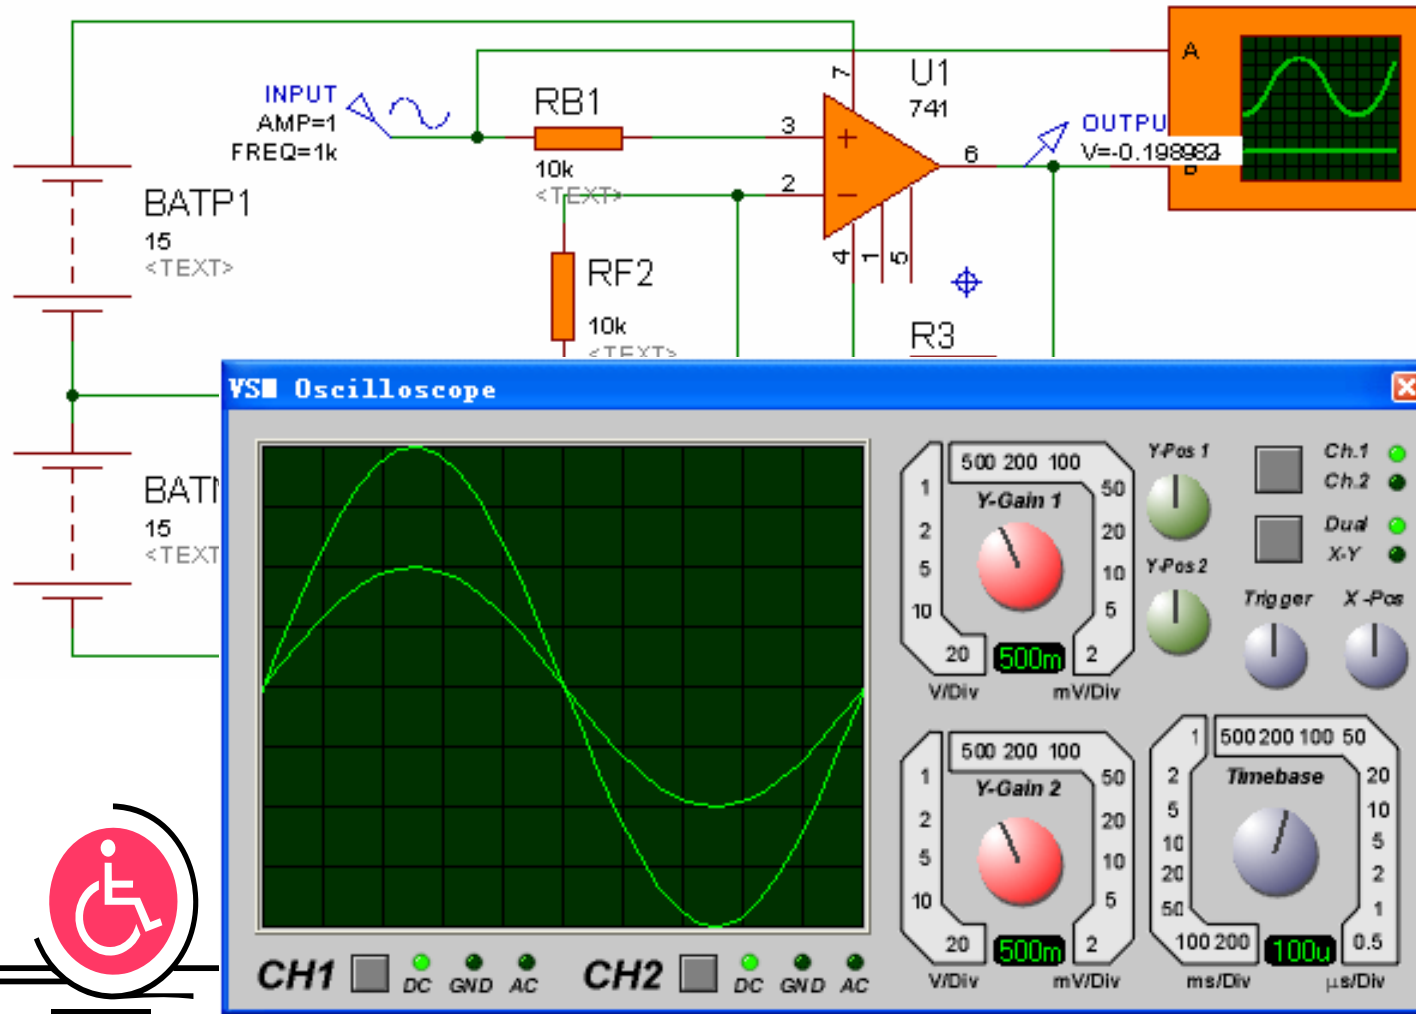 INPUT
AMP=1
FREQ=1k
RB1
10k
<TEXT>
7
3
2
6
4
1
5
U1
741
OUTPU
V=-0.198982
A
BATP1
15
<TEXT>
RF2
10k
<TEXT>
R3
VSM Oscilloscope
15
<TEXT
500 200 100
1
2
5
10
20
Y-Gain 1
50
20
10
5
2
500m
V/Div
mV/Div
Y-Pos 1
Y-Pos 2
Ch.1
Ch.2
Dual
X-Y
Trigger
X-Pos
500 200 100
1
2
5
10
20
Y-Gain 2
50
20
10
5
2
500m
V/Div
mV/Div
1
500 200 100 50
2
5
10
20
50
100 200
Timebase
20
10
5
2
1
0.5
100u
ms/Div
µs/Div
CH1
DC
GND
AC
CH2
DC
GND
AC